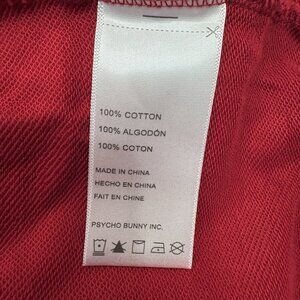 100% COTTON
100% ALGODÓN
100% COTON
MADE IN CHINA
HECHO EN CHINA
FAIT EN CHINE
PSYCHO BUNNY INC.